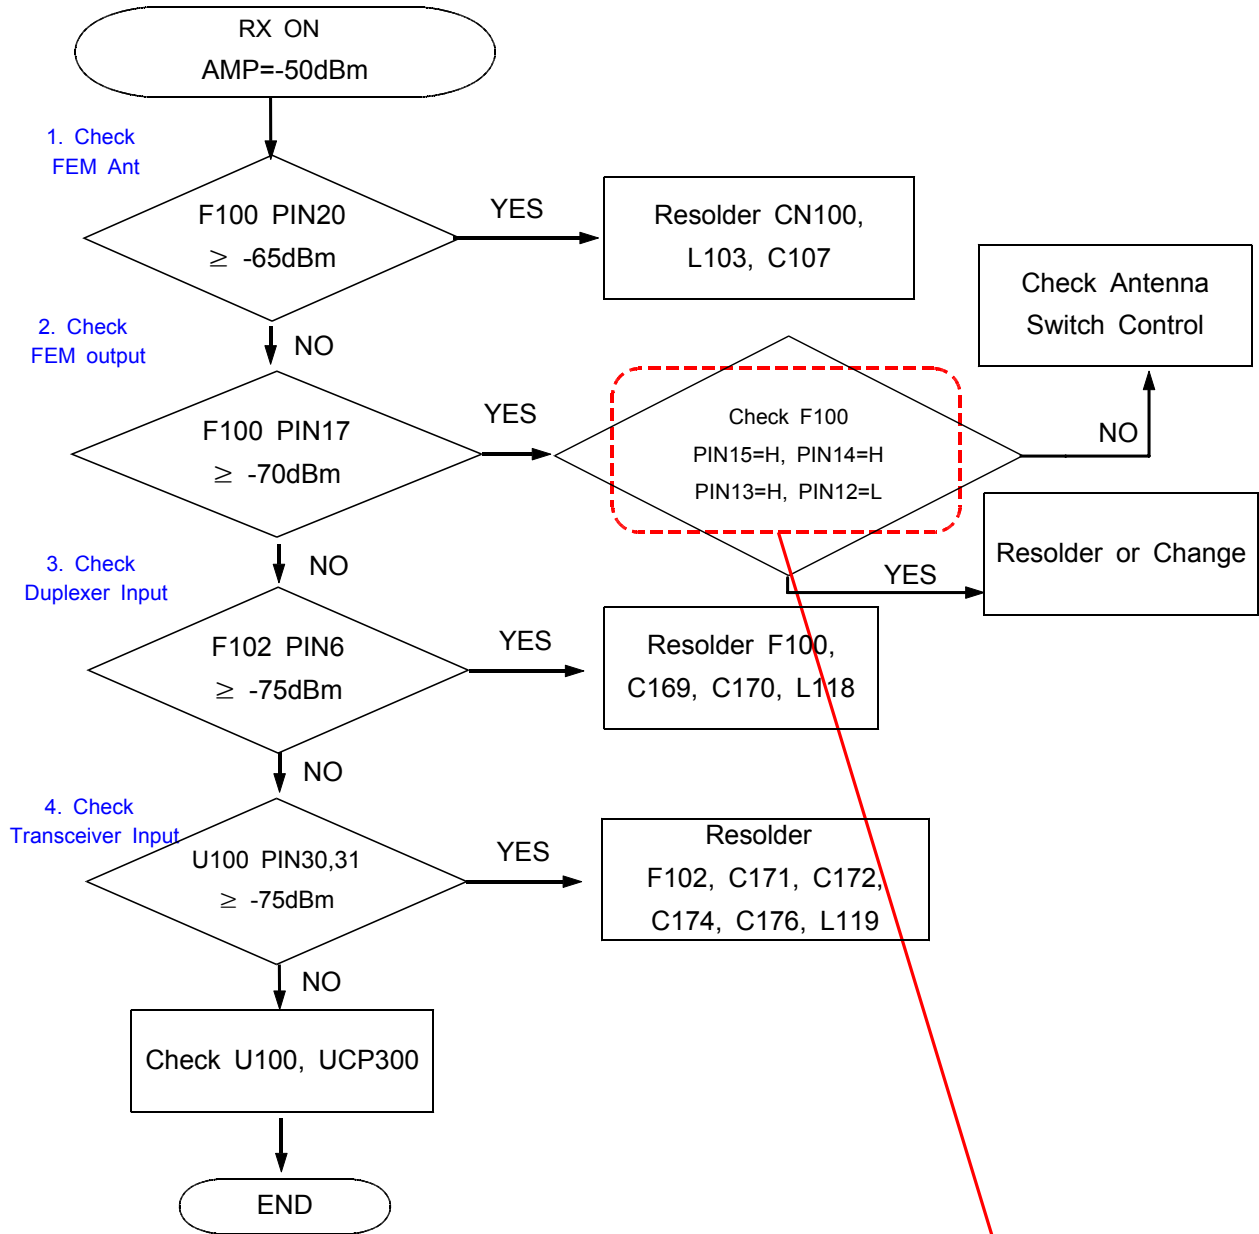 RX ON
AMP=-50dBm
1. Check
FEM Ant
F100 PIN20
≥ -65dBm
YES
Resolder CN100,
L103, C107
NO
2. Check
FEM output
F100 PIN17
≥ -70dBm
YES
Check F100
PIN15=H, PIN14=H
PIN13=H, PIN12=L
NO
Check Antenna
Switch Control
YES
Resolder or Change
NO
3. Check
Duplexer Input
F102 PIN6
≥ -75dBm
YES
Resolder F100,
C169, C170, L118
NO
4. Check
Transceiver Input
U100 PIN30,31
≥ -75dBm
YES
Resolder
F102, C171, C172,
C174, C176, L119
NO
Check U100, UCP300
END